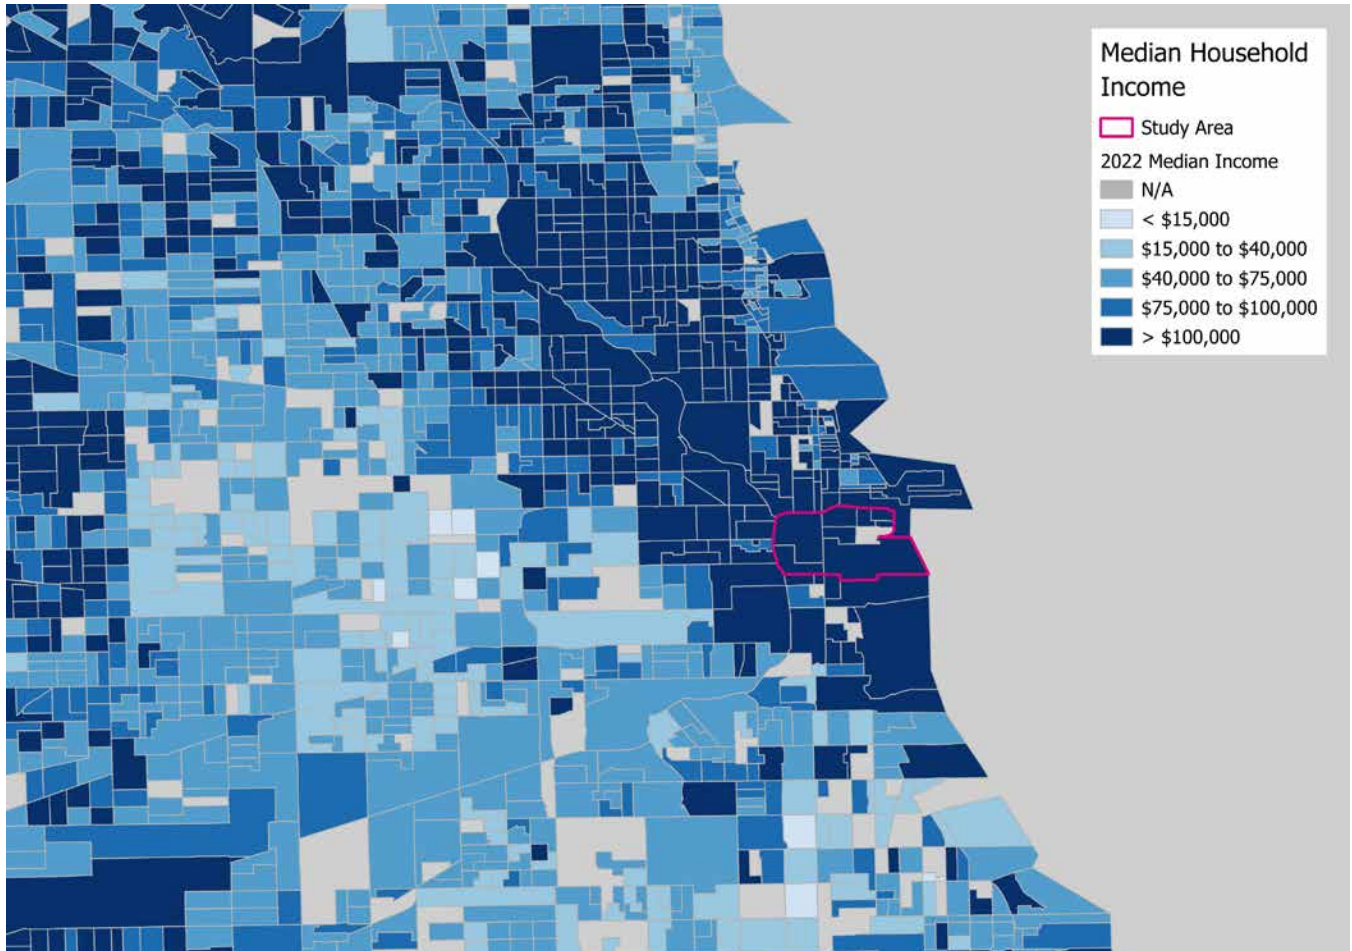 Median Household
Income
Study Area
2022 Median Income
N/A
< $15,000
$15,000 to $40,000
$40,000 to $75,000
$75,000 to $100,000
> $100,000